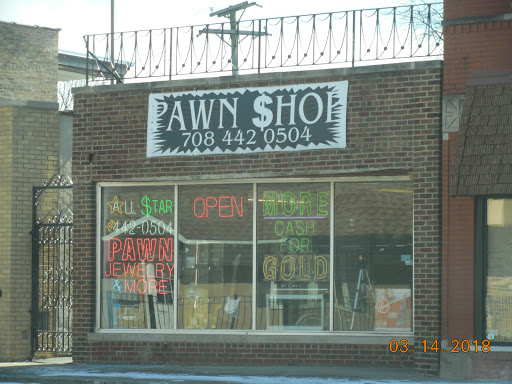 PAWN $HOP
708 442 0504
ALL $TAR
442-0504
PAWN
JEWELRY
& MORE
OPEN
MORE
CASH
FOR
GOLD
03.14.2018